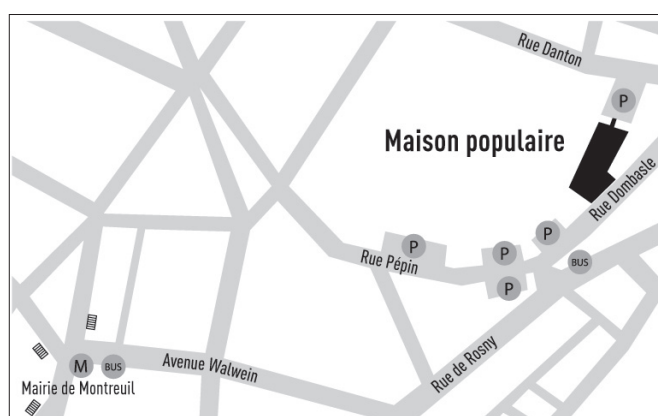 Rue Danton
P
Maison populaire
Rue Dombasle
P
P
P
P
BUS
Rue Pépin
Rue de Rosny
Avenue Walwein
M
BUS
Mairie de Montreuil